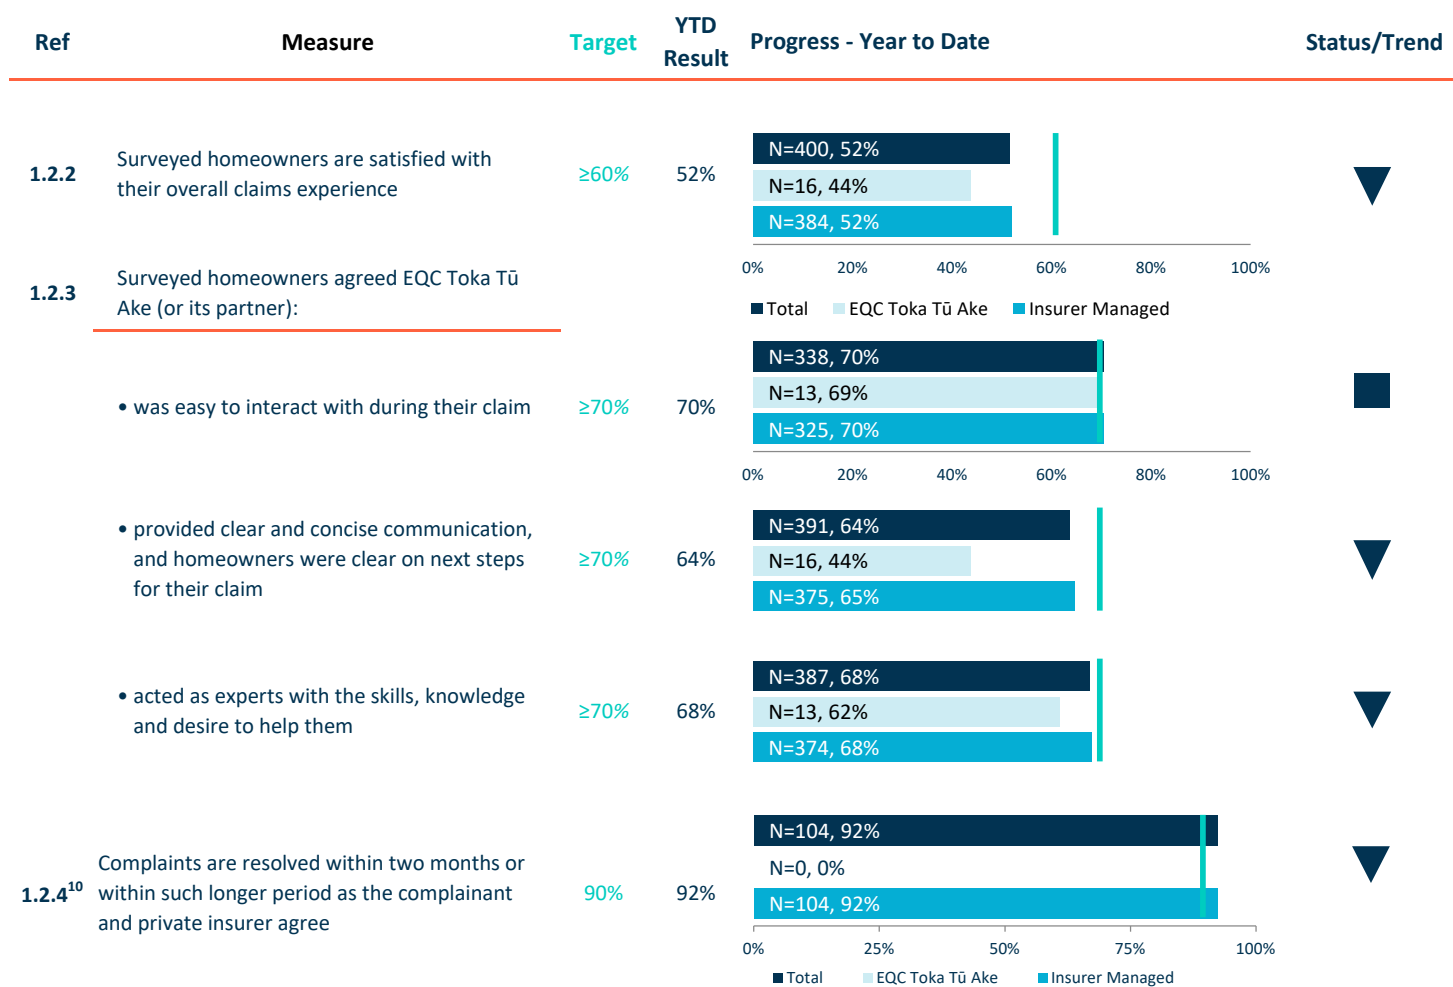 Ref Measure Target YTD Result Progress - Year to Date Status/Trend
1.2.2
Surveyed homeowners are satisfied with
their overall claims experience
≥60% 52%
N=400, 52%
N=16, 44%
N=384, 52%
0% 20% 40% 60% 80% 100%
Total EQC Toka Tū Ake Insurer Managed
1.2.3
Surveyed homeowners agreed EQC Toka Tū
Ake (or its partner):
• was easy to interact with during their claim
≥70% 70%
N=338, 70%
N=13, 69%
N=325, 70%
0% 20% 40% 60% 80% 100%
• provided clear and concise communication,
and homeowners were clear on next steps
for their claim
≥70% 64%
N=391, 64%
N=16, 44%
N=375, 65%
• acted as experts with the skills, knowledge
and desire to help them
≥70% 68%
N=387, 68%
N=13, 62%
N=374, 68%
1.2.4¹⁰
Complaints are resolved within two months or
within such longer period as the complainant
and private insurer agree
90% 92%
N=104, 92%
N=0, 0%
N=104, 92%
0% 25% 50% 75% 100%
Total EQC Toka Tū Ake Insurer Managed